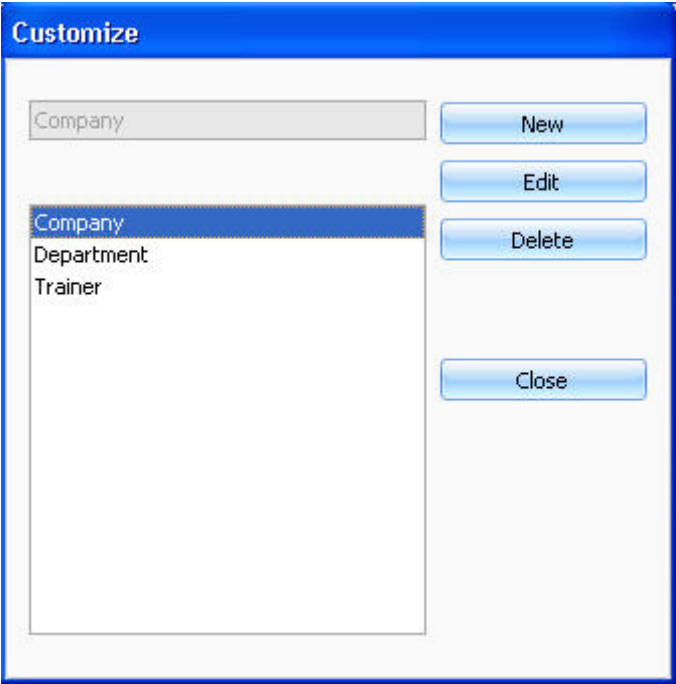 Customize
Company
New
Edit
Company
Department
Trainer
Delete
Close